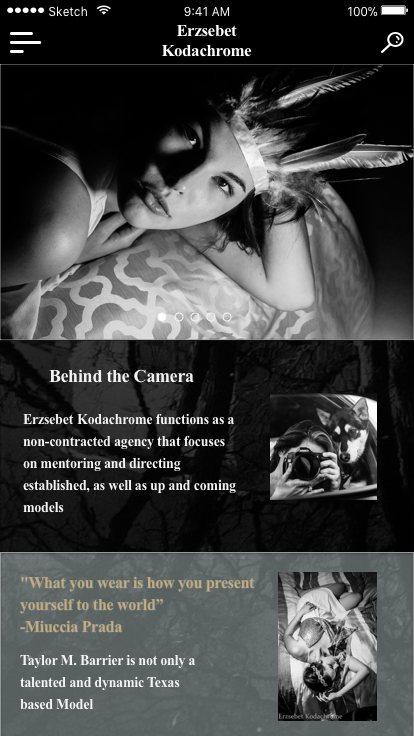 Sketch 9:41 AM 100%
Erzsebet
Kodachrome
Behind the Camera
Erzsebet Kodachrome functions as a
non-contracted agency that focuses
on mentoring and directing
established, as well as up and coming
models
"What you wear is how you present
yourself to the world”
-Miuccia Prada
Taylor M. Barrier is not only a
talented and dynamic Texas
based Model
Erzsebet Kodachrome